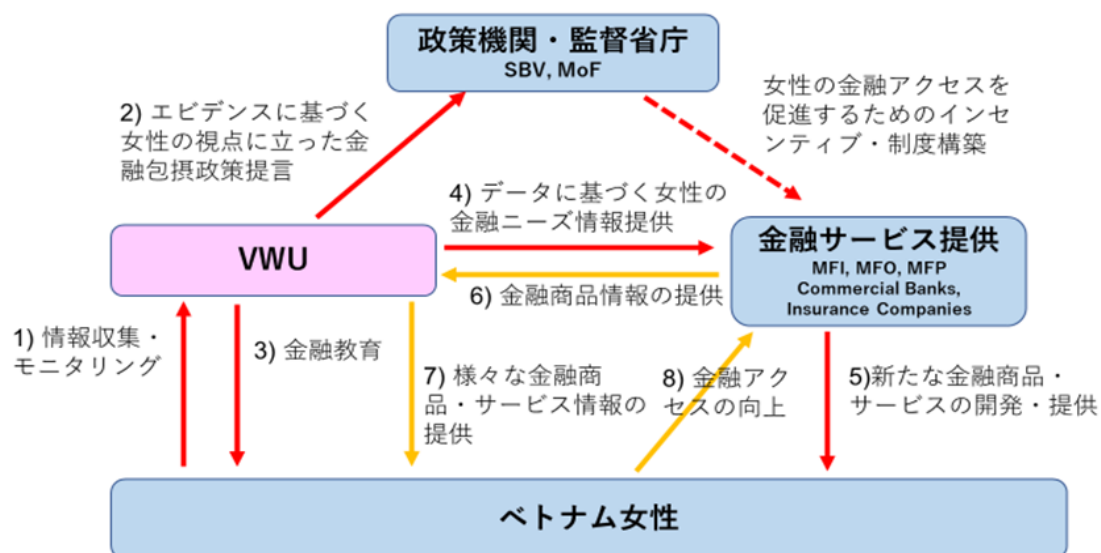 政策機関・監督省庁
SBV, MoF
2) エビデンスに基づく
女性の視点に立った金
融包摂政策提言
女性の金融アクセスを
促進するためのインセ
ンティブ・制度構築
4) データに基づく女性の
金融ニーズ情報提供
VWU
金融サービス提供
MFI, MFO, MFP
Commercial Banks,
Insurance Companies
6) 金融商品情報の提供
1) 情報収集・
モニタリング
3) 金融教育
7) 様々な金融商
品・サービス情報の
提供
8) 金融アク
セスの向上
5)新たな金融商品・
サービスの開発・提供
ベトナム女性